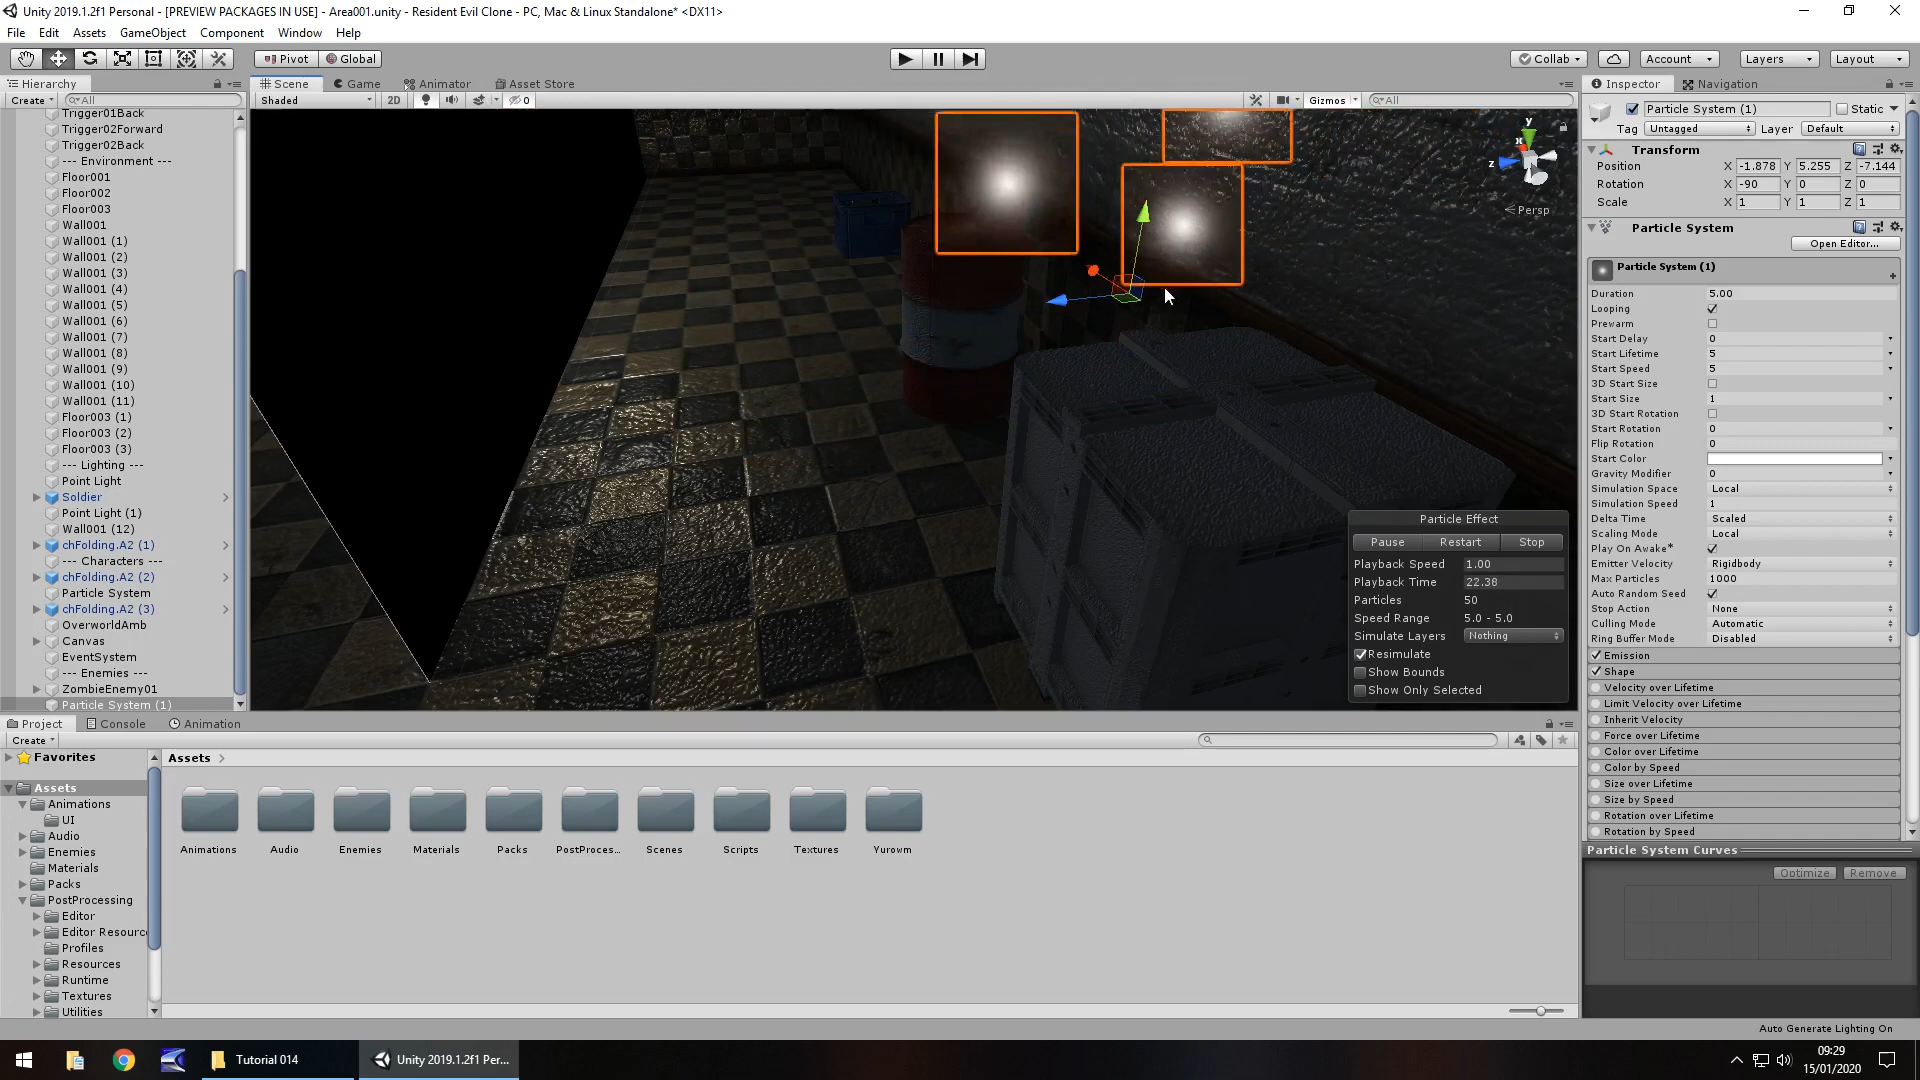 Unity 2019.1.2f1 Personal - [PREVIEW PACKAGES IN USE] - Area001.unity - Resident Evil Clone - PC, Mac & Linux Standalone* <DX11>
File Edit Assets GameObject Component Window Help
Pivot Global Collab Account Layers Layout
Hierarchy Scene Game Animator Asset Store Inspector Navigation
Create All Shaded 2D 0 Gizmos All
Trigger01Back
Trigger02Forward
Trigger02Back
--- Environment ---
Floor001
Floor002
Floor003
Wall001
Wall001 (1)
Wall001 (2)
Wall001 (3)
Wall001 (4)
Wall001 (5)
Wall001 (6)
Wall001 (7)
Wall001 (8)
Wall001 (9)
Wall001 (10)
Wall001 (11)
Floor003 (1)
Floor003 (2)
Floor003 (3)
--- Lighting ---
Point Light
Soldier
Point Light (1)
Wall001 (12)
chFolding.A2 (1)
--- Characters ---
chFolding.A2 (2)
Particle System
chFolding.A2 (3)
OverworldAmb
Canvas
EventSystem
--- Enemies ---
ZombieEnemy01
Particle System (1)
y
x
z
Persp
Particle Effect
Pause Restart Stop
Playback Speed 1.00
Playback Time 22.38
Particles 50
Speed Range 5.0 - 5.0
Simulate Layers Nothing
Resimulate
Show Bounds
Show Only Selected
Particle System (1) Static
Tag Untagged Layer Default
Transform
Position X -1.878 Y 5.255 Z -7.144
Rotation X -90 Y 0 Z 0
Scale X 1 Y 1 Z 1
Particle System
Open Editor...
Particle System (1)
Duration 5.00
Looping
Prewarm
Start Delay 0
Start Lifetime 5
Start Speed 5
3D Start Size
Start Size 1
3D Start Rotation
Start Rotation 0
Flip Rotation 0
Start Color
Gravity Modifier 0
Simulation Space Local
Simulation Speed 1
Delta Time Scaled
Scaling Mode Local
Play On Awake*
Emitter Velocity Rigidbody
Max Particles 1000
Auto Random Seed
Stop Action None
Culling Mode Automatic
Ring Buffer Mode Disabled
Emission
Shape
Velocity over Lifetime
Limit Velocity over Lifetime
Inherit Velocity
Force over Lifetime
Color over Lifetime
Color by Speed
Size over Lifetime
Size by Speed
Rotation over Lifetime
Rotation by Speed
Particle System Curves
Optimize Remove
Project Console Animation
Create
Favorites
Assets
Animations
UI
Audio
Enemies
Materials
Packs
PostProcessing
Editor
Editor Resourc
Profiles
Resources
Runtime
Textures
Utilities
Assets
Animations Audio Enemies Materials Packs PostProces... Scenes Scripts Textures Yurowm
Auto Generate Lighting On
Tutorial 014
Unity 2019.1.2f1 Per...
09:29
15/01/2020